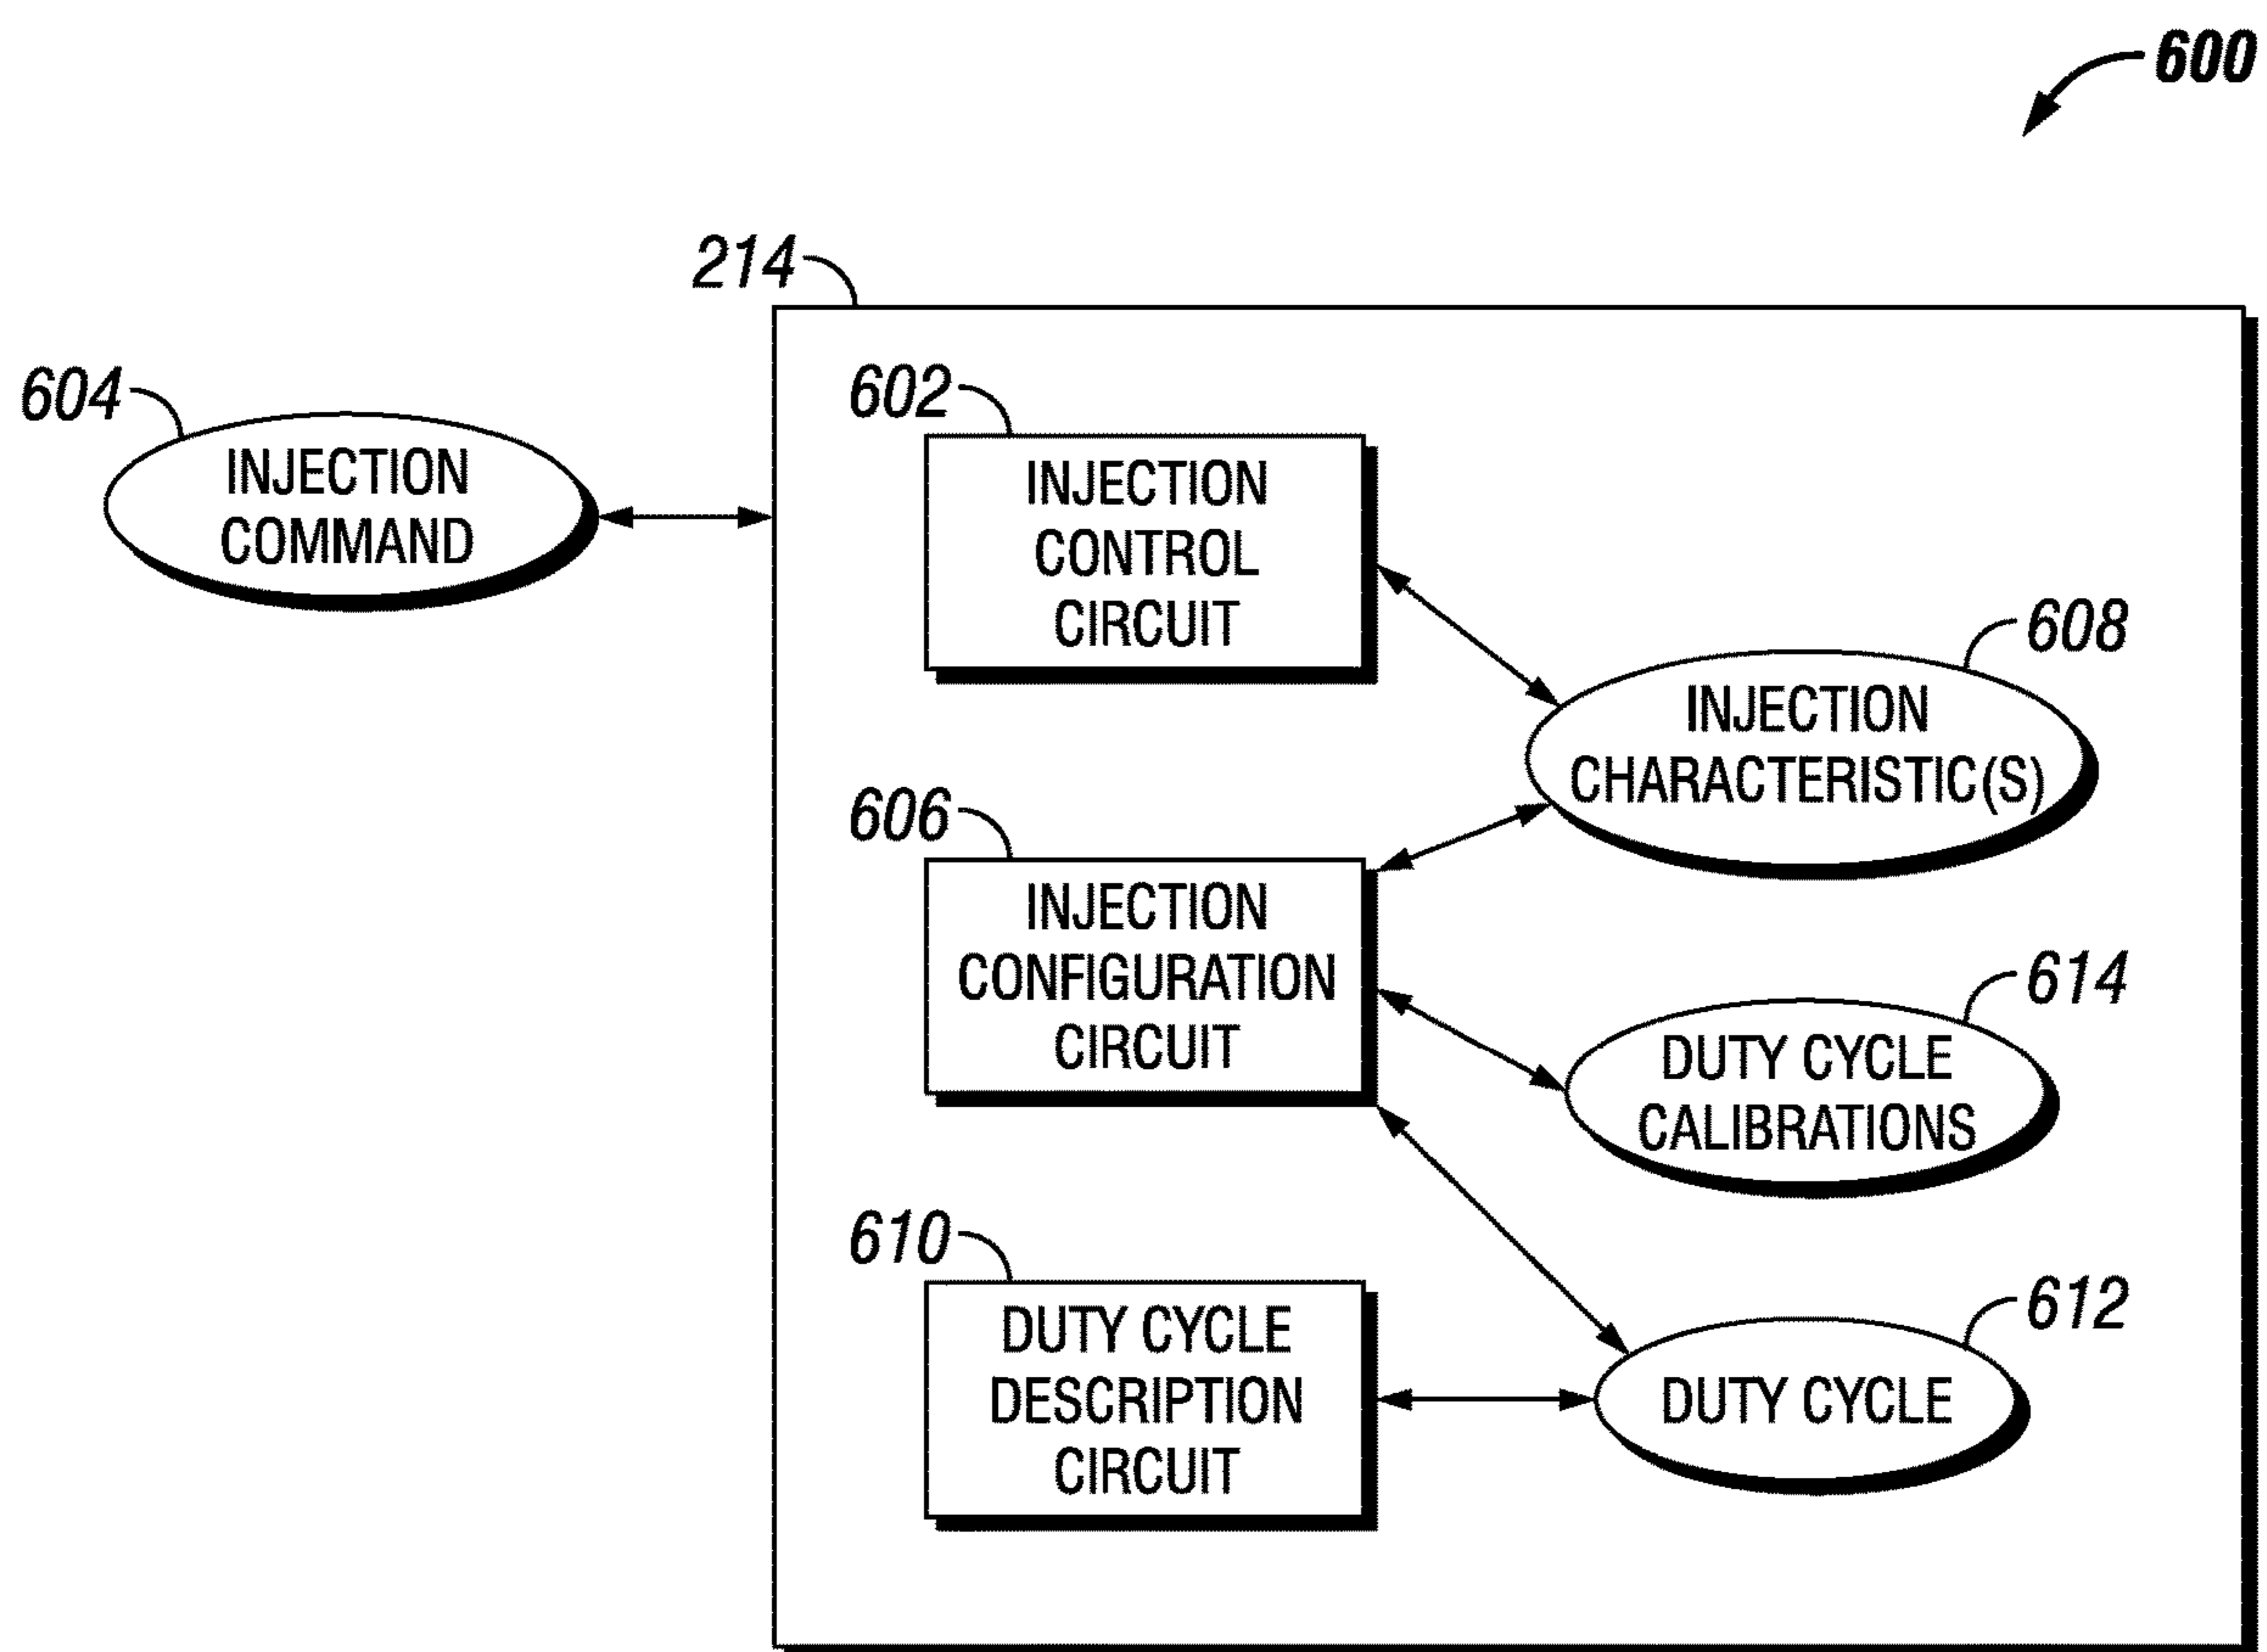 600
214
604
INJECTION
COMMAND
602
INJECTION
CONTROL
CIRCUIT
608
INJECTION
CHARACTERISTIC(S)
606
INJECTION
CONFIGURATION
CIRCUIT
614
DUTY CYCLE
CALIBRATIONS
610
DUTY CYCLE
DESCRIPTION
CIRCUIT
612
DUTY CYCLE